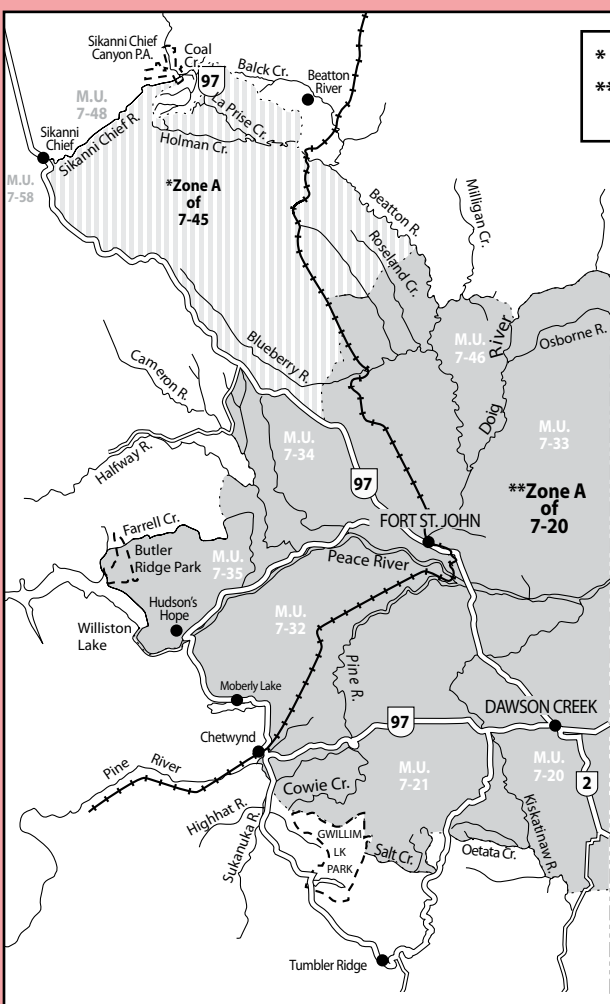 Sikanni Chief
Canyon P.A.
Coal
Cr.
97
Balck Cr.
Beatton
River
*
**
M.U.
7-48
La Prise Cr.
Sikanni
Chief
Sikanni Chief R.
Holman Cr.
M.U.
7-58
*Zone A
of
7-45
Beatton R.
Milligan Cr.
Roseland Cr.
Blueberry R.
M.U.
7-46
Doig River
Osborne R.
Cameron R.
M.U.
7-34
M.U.
7-33
Halfway R.
97
**Zone A
of
7-20
Farrell Cr.
FORT ST. JOHN
Butler
Ridge Park
M.U.
7-35
Peace River
Hudson's
Hope
Williston
Lake
M.U.
7-32
Pine R.
Moberly Lake
97
DAWSON CREEK
Chetwynd
Pine River
M.U.
7-21
M.U.
7-20
2
Cowie Cr.
Highhat R.
Sukanuka R.
GWILLIM
LK
PARK
Salt Cr.
Oetata Cr.
Kiskatinaw R.
Tumbler Ridge